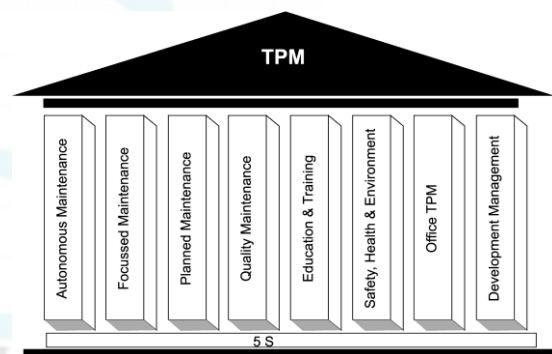 TPM
Autonomous Maintenance
Focussed Maintenance
Planned Maintenance
Quality Maintenance
Education & Training
Safety, Health & Environment
Office TPM
Development Management
5 S